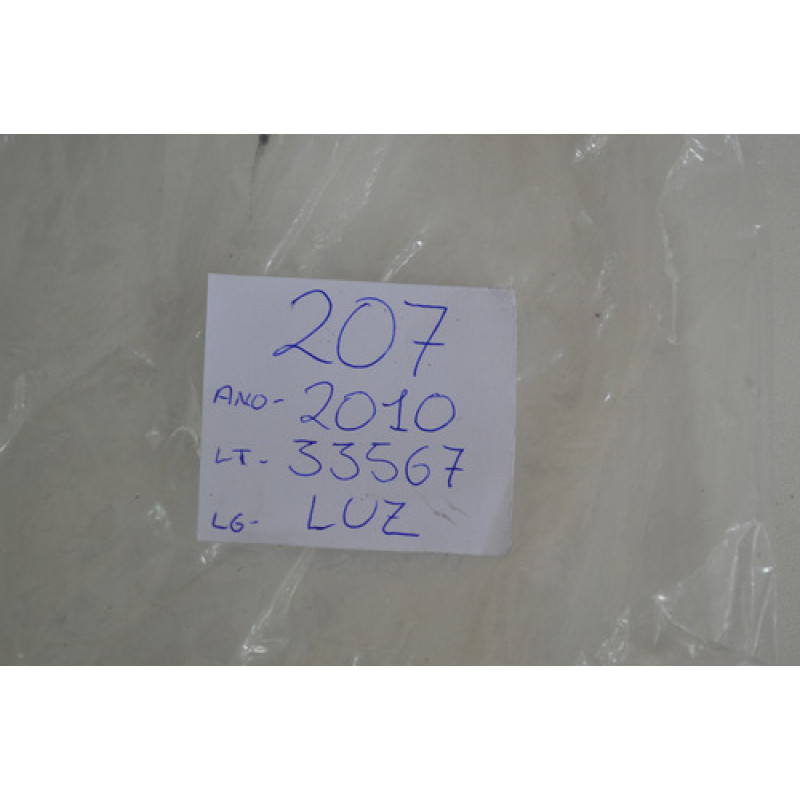 207
ANO- 2010
LT- 33567
LG- LUZ